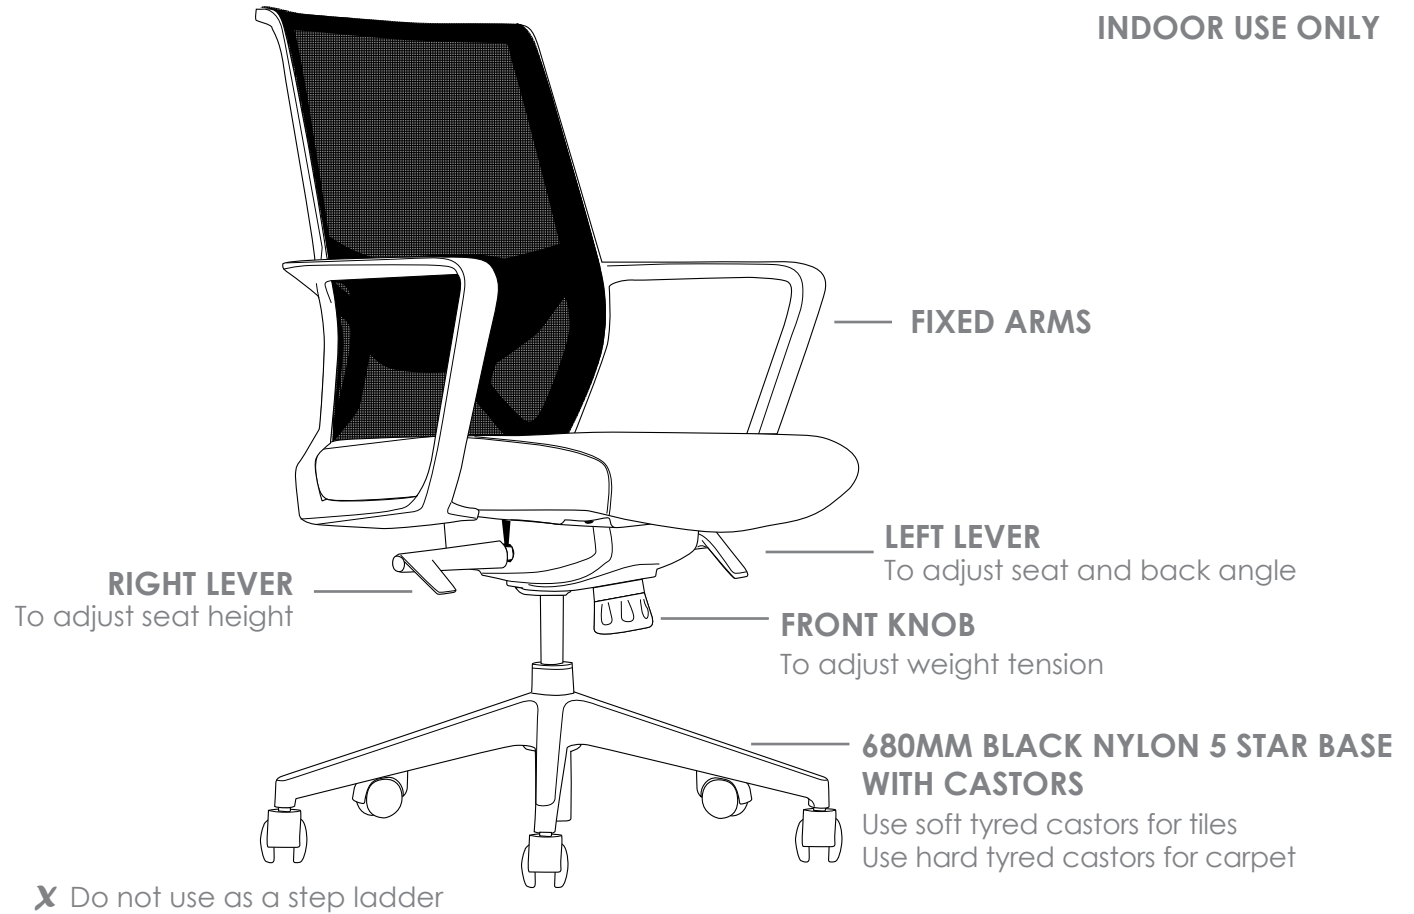 INDOOR USE ONLY
FIXED ARMS
LEFT LEVER
To adjust seat and back angle
RIGHT LEVER
To adjust seat height
FRONT KNOB
To adjust weight tension
680MM BLACK NYLON 5 STAR BASE
WITH CASTORS
Use soft tyred castors for tiles
Use hard tyred castors for carpet
✗ Do not use as a step ladder